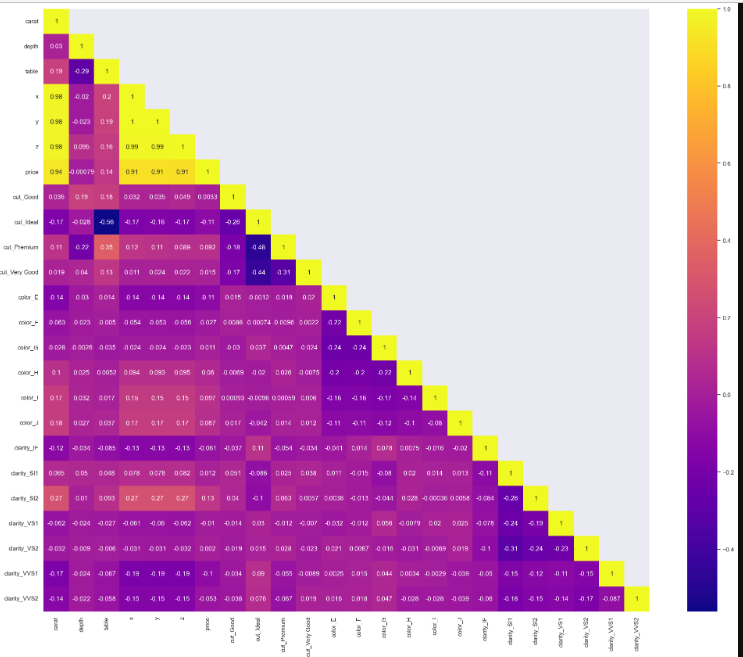 carat 1 1.0
depth 0.03 1
table 0.19 -0.29 1
x 0.98 -0.02 0.2 1 0.8
y 0.98 -0.023 0.19 1 1
z 0.98 0.095 0.16 0.99 0.99 1
price 0.94 -0.00079 0.14 0.91 0.91 0.91 1 0.6
cut_Good 0.036 0.19 0.18 0.032 0.035 0.049 0.0033 1
cut_Ideal -0.17 -0.028 -0.56 -0.17 -0.16 -0.17 -0.11 -0.26 1
cut_Premium 0.11 -0.22 0.35 0.12 0.11 0.089 0.092 -0.18 -0.48 1 0.4
cut_Very Good 0.019 0.04 0.13 0.011 0.024 0.022 0.015 -0.17 -0.44 -0.31 1
color_E -0.14 -0.03 0.014 -0.14 -0.14 -0.14 -0.11 0.015 -0.0012 -0.018 0.02 1
color_F -0.063 -0.023 0.005 -0.054 -0.053 -0.056 -0.027 0.0086 -0.00074 -0.0096 0.0022 -0.22 1 0.2
color_G -0.028 -0.0026 -0.035 -0.024 -0.024 -0.023 0.011 -0.03 0.037 0.0047 -0.024 -0.24 -0.24 1
color_H 0.1 0.025 0.0052 0.094 0.093 0.095 0.06 -0.0069 -0.02 0.026 -0.0075 -0.2 -0.2 -0.22 1
color_I 0.17 0.032 0.017 0.15 0.15 0.15 0.097 0.00093 -0.0096 0.00059 0.006 -0.16 -0.16 -0.17 -0.14 1 0.0
color_J 0.18 0.027 0.037 0.17 0.17 0.17 0.087 0.017 -0.042 0.014 0.012 -0.11 -0.11 -0.12 -0.1 -0.08 1
clarity_IF -0.12 -0.034 -0.085 -0.13 -0.13 -0.13 -0.061 -0.037 0.11 -0.054 -0.034 -0.041 0.014 0.078 0.0075 -0.016 -0.02 1
clarity_SI1 0.065 0.05 0.048 0.078 0.078 0.082 0.012 0.051 -0.086 0.025 0.038 0.011 -0.015 -0.08 0.02 0.014 0.013 -0.11 1
clarity_SI2 0.27 0.01 0.093 0.27 0.27 0.27 0.13 0.04 -0.1 0.063 0.0057 0.0036 -0.013 -0.044 0.028 -0.00036 0.0058 -0.084 -0.26 1 -0.2
clarity_VS1 -0.062 -0.024 -0.027 -0.061 -0.06 -0.062 -0.01 -0.014 0.03 -0.012 -0.007 -0.032 -0.012 0.056 -0.0079 0.02 0.025 -0.078 -0.24 -0.19 1
clarity_VS2 -0.032 -0.009 -0.006 -0.031 -0.031 -0.032 0.002 -0.019 0.015 0.028 -0.023 0.021 0.0087 -0.016 -0.031 -0.0069 0.019 -0.1 -0.31 -0.24 -0.23 1 -0.4
clarity_VVS1 -0.17 -0.024 -0.067 -0.19 -0.19 -0.19 -0.1 -0.034 0.09 -0.055 -0.0089 0.0025 0.015 0.044 0.0034 -0.0029 -0.039 -0.05 -0.15 -0.12 -0.11 -0.15 1
clarity_VVS2 -0.14 -0.022 -0.058 -0.15 -0.15 -0.15 -0.053 -0.038 0.076 -0.067 0.019 0.016 0.018 0.047 -0.028 -0.028 -0.039 -0.06 -0.18 -0.15 -0.14 -0.17 -0.087 1
carat depth table x y z price cut_Good cut_Ideal cut_Premium cut_Very Good color_E color_F color_G color_H color_I color_J clarity_IF clarity_SI1 clarity_SI2 clarity_VS1 clarity_VS2 clarity_VVS1 clarity_VVS2